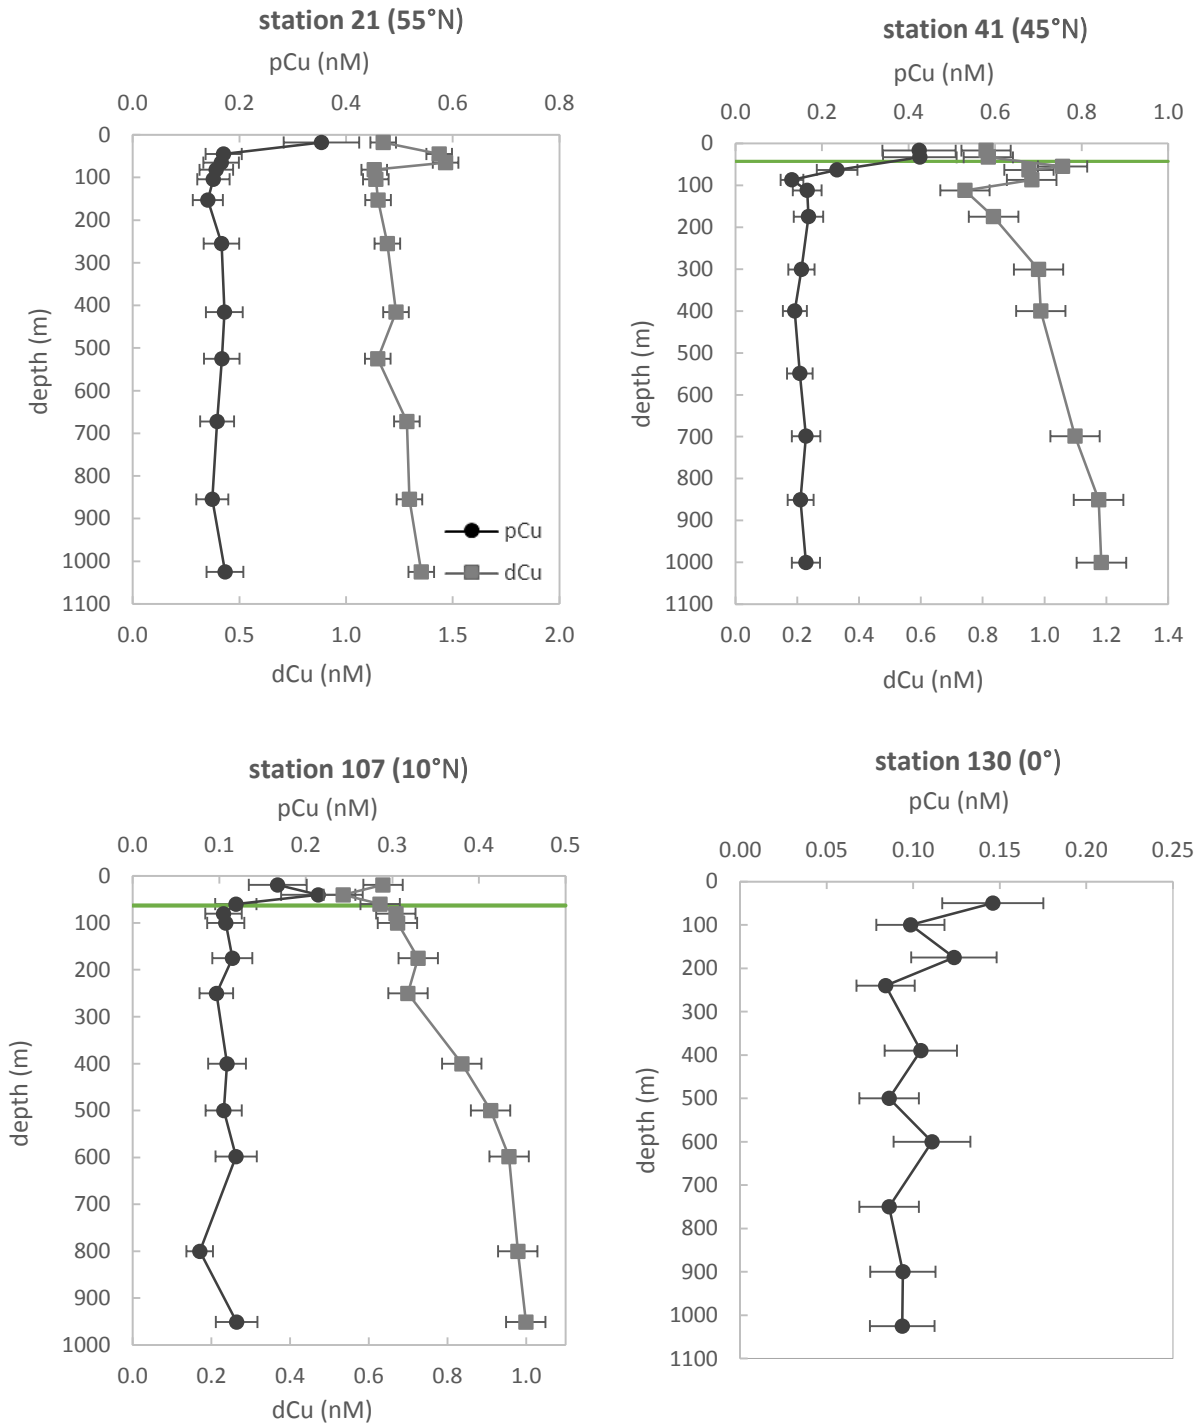 station 21 (55°N)
pCu (nM)
0.0 0.2 0.4 0.6 0.8
0
100
200
300
400
500
600
700
800
900
1000
1100
depth (m)
pCu
dCu
0.0 0.5 1.0 1.5 2.0
dCu (nM)
station 41 (45°N)
pCu (nM)
0.0 0.2 0.4 0.6 0.8 1.0
0
100
200
300
400
500
600
700
800
900
1000
1100
depth (m)
0.0 0.2 0.4 0.6 0.8 1.0 1.2 1.4
dCu (nM)
station 107 (10°N)
pCu (nM)
0.0 0.1 0.2 0.3 0.4 0.5
0
100
200
300
400
500
600
700
800
900
1000
depth (m)
0.0 0.2 0.4 0.6 0.8 1.0
dCu (nM)
station 130 (0°)
pCu (nM)
0.00 0.05 0.10 0.15 0.20 0.25
0
100
200
300
400
500
600
700
800
900
1000
1100
depth (m)